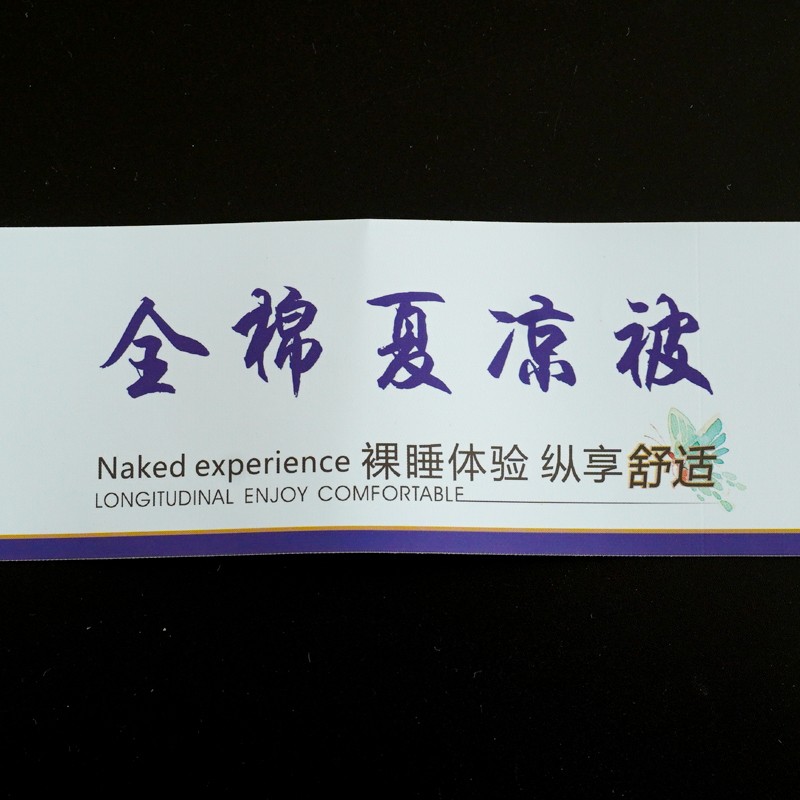 全棉夏凉被
Naked experience 裸睡体验 纵享舒适
LONGITUDINAL ENJOY COMFORTABLE